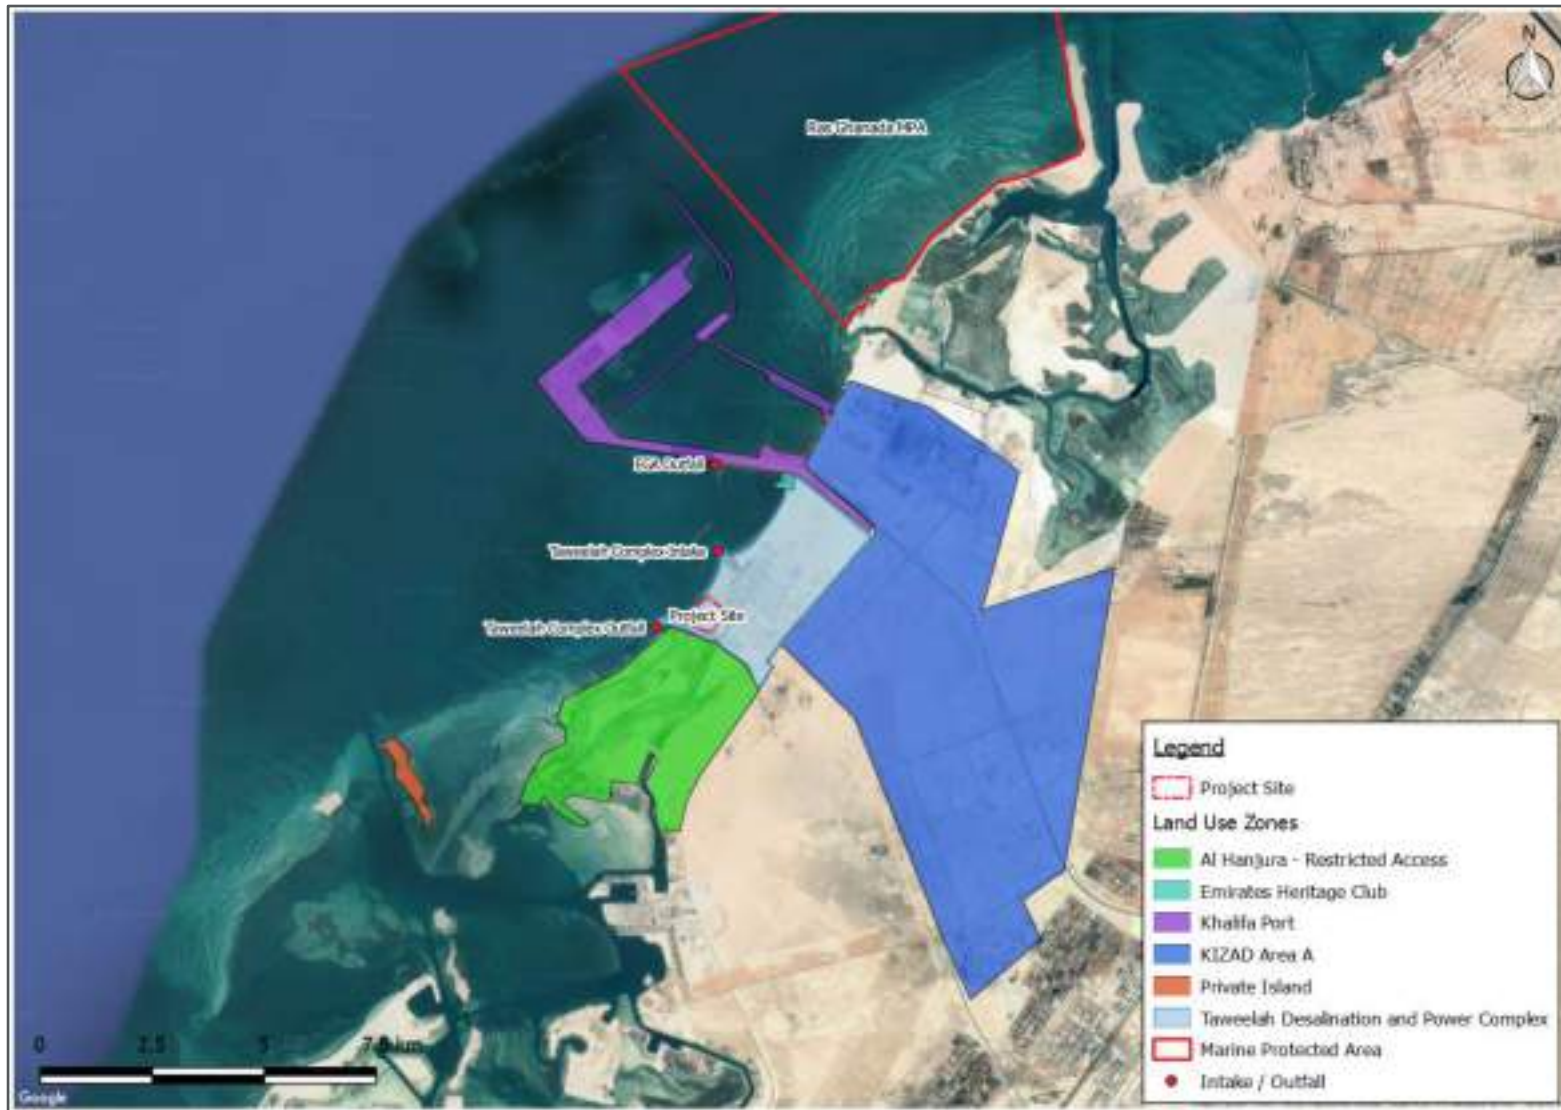 N
Ras Ghanada MPA
EGA Outfall
Taweelah Complex Intake
Project Site
Taweelah Complex Outfall
Legend
Project Site
Land Use Zones
Al Hanjura - Restricted Access
Emirates Heritage Club
Khalifa Port
KIZAD Area A
Private Island
Taweelah Desalination and Power Complex
Marine Protected Area
Intake / Outfall
0 2.5 5 7.5 km
Google